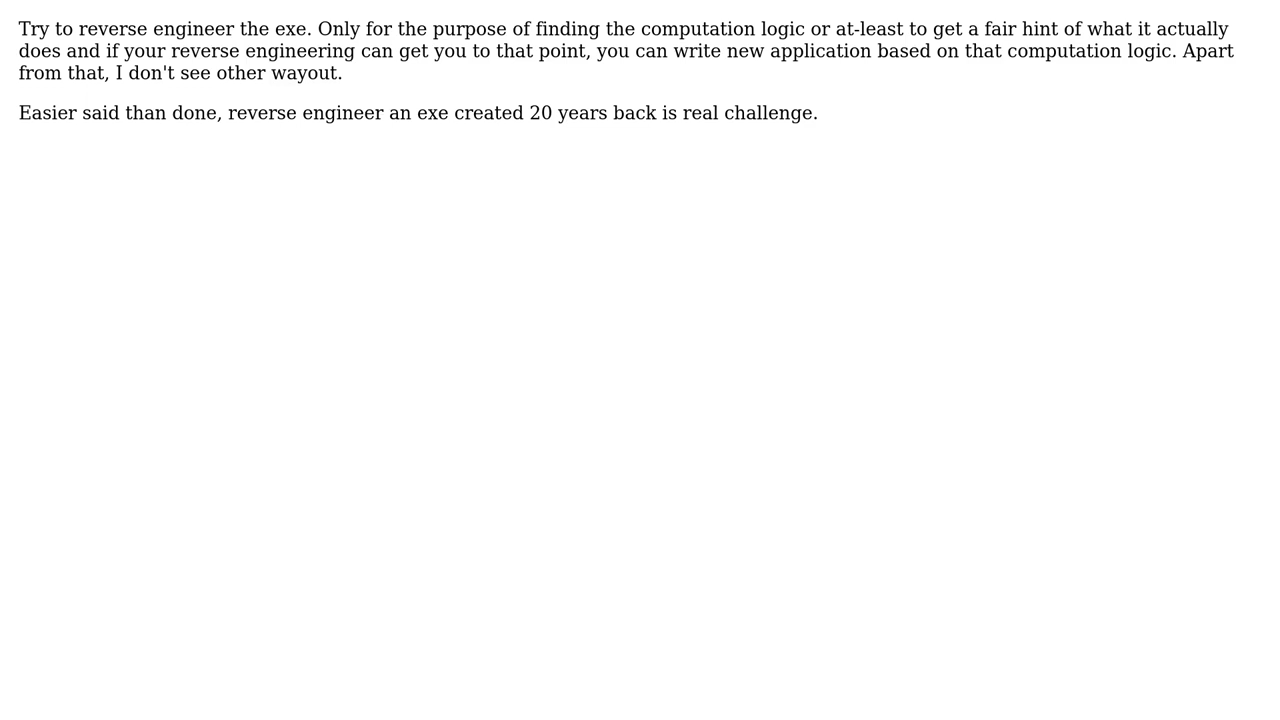 Try to reverse engineer the exe. Only for the purpose of finding the computation logic or at-least to get a fair hint of what it actually
does and if your reverse engineering can get you to that point, you can write new application based on that computation logic. Apart
from that, I don't see other wayout.
Easier said than done, reverse engineer an exe created 20 years back is real challenge.